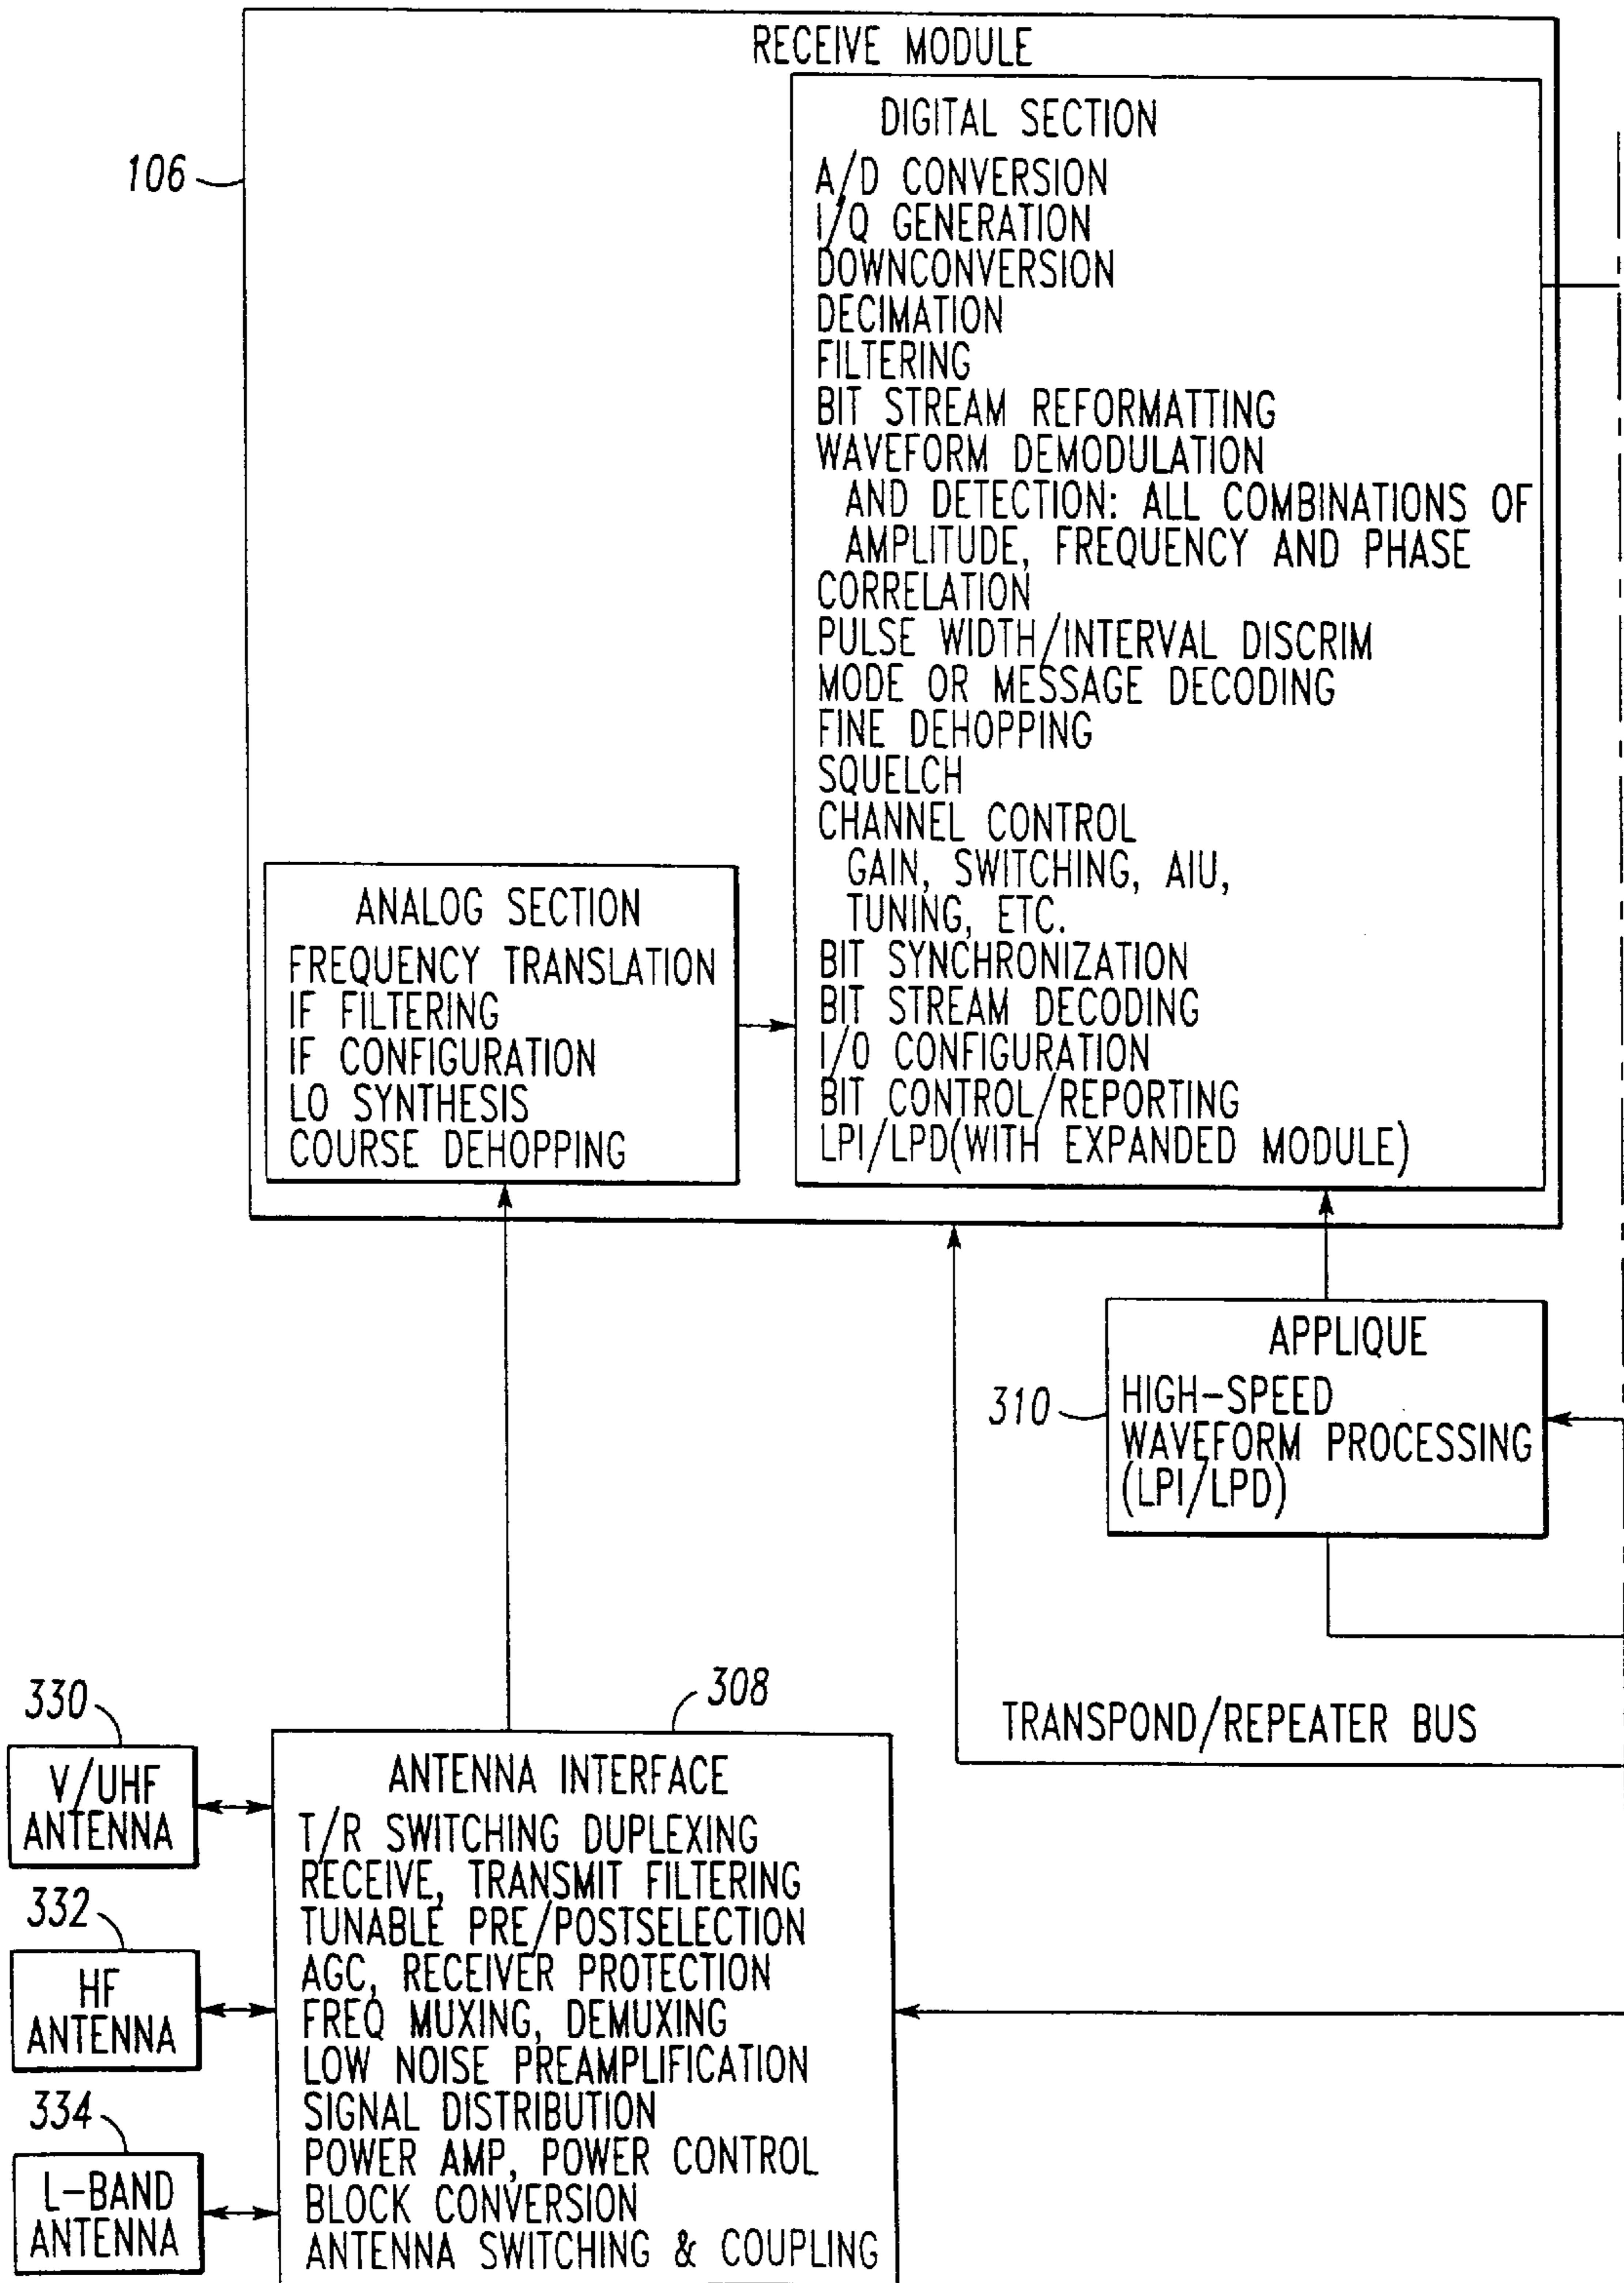 RECEIVE MODULE
106
DIGITAL SECTION
A/D CONVERSION
I/Q GENERATION
DOWNCONVERSION
DECIMATION
FILTERING
BIT STREAM REFORMATTING
WAVEFORM DEMODULATION
AND DETECTION: ALL COMBINATIONS OF
AMPLITUDE, FREQUENCY AND PHASE
CORRELATION
PULSE WIDTH/INTERVAL DISCRIM
MODE OR MESSAGE DECODING
FINE DEHOPPING
SQUELCH
CHANNEL CONTROL
GAIN, SWITCHING, AIU,
TUNING, ETC.
BIT SYNCHRONIZATION
BIT STREAM DECODING
I/O CONFIGURATION
BIT CONTROL/REPORTING
LPI/LPD(WITH EXPANDED MODULE)
ANALOG SECTION
FREQUENCY TRANSLATION
IF FILTERING
IF CONFIGURATION
LO SYNTHESIS
COURSE DEHOPPING
310
APPLIQUE
HIGH-SPEED
WAVEFORM PROCESSING
(LPI/LPD)
TRANSPOND/REPEATER BUS
330
V/UHF
ANTENNA
332
HF
ANTENNA
334
L-BAND
ANTENNA
308
ANTENNA INTERFACE
T/R SWITCHING DUPLEXING
RECEIVE, TRANSMIT FILTERING
TUNABLE PRE/POSTSELECTION
AGC, RECEIVER PROTECTION
FREQ MUXING, DEMUXING
LOW NOISE PREAMPLIFICATION
SIGNAL DISTRIBUTION
POWER AMP, POWER CONTROL
BLOCK CONVERSION
ANTENNA SWITCHING & COUPLING